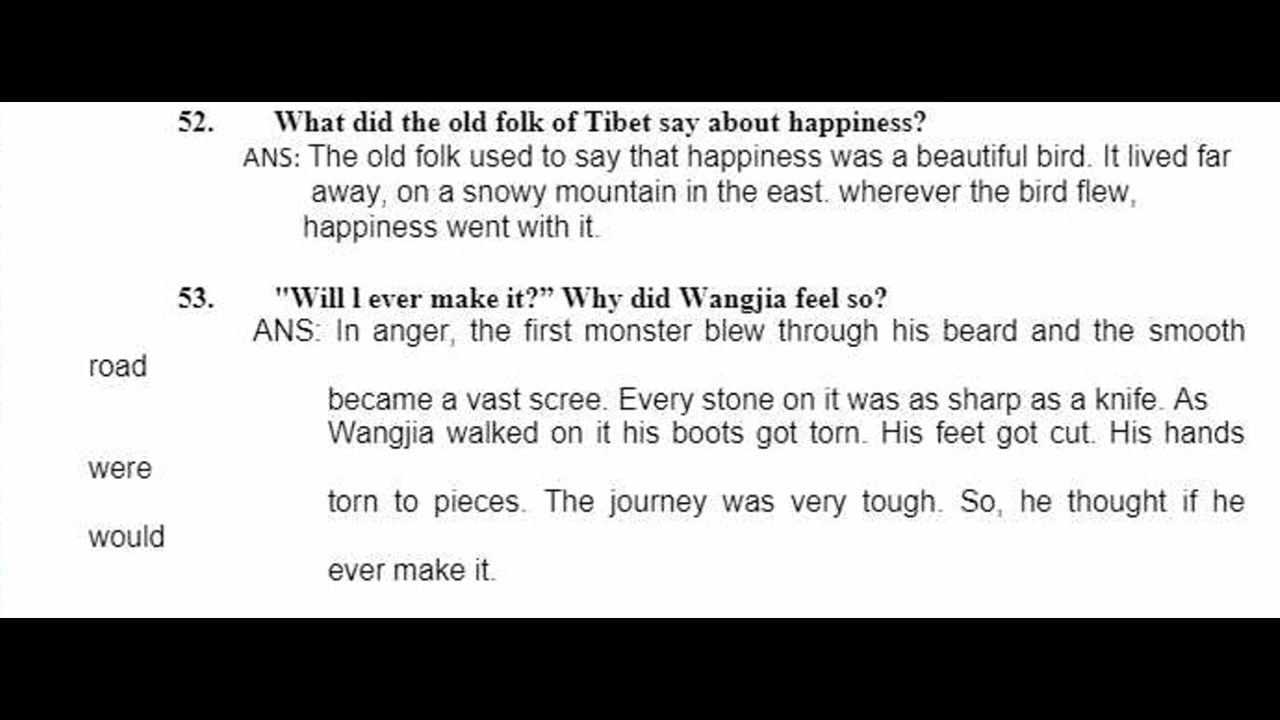 52. What did the old folk of Tibet say about happiness?
ANS: The old folk used to say that happiness was a beautiful bird. It lived far
away, on a snowy mountain in the east. wherever the bird flew,
happiness went with it.
53. "Will l ever make it?” Why did Wangjia feel so?
ANS: In anger, the first monster blew through his beard and the smooth
road
became a vast scree. Every stone on it was as sharp as a knife. As
Wangjia walked on it his boots got torn. His feet got cut. His hands
were
torn to pieces. The journey was very tough. So, he thought if he
would
ever make it.